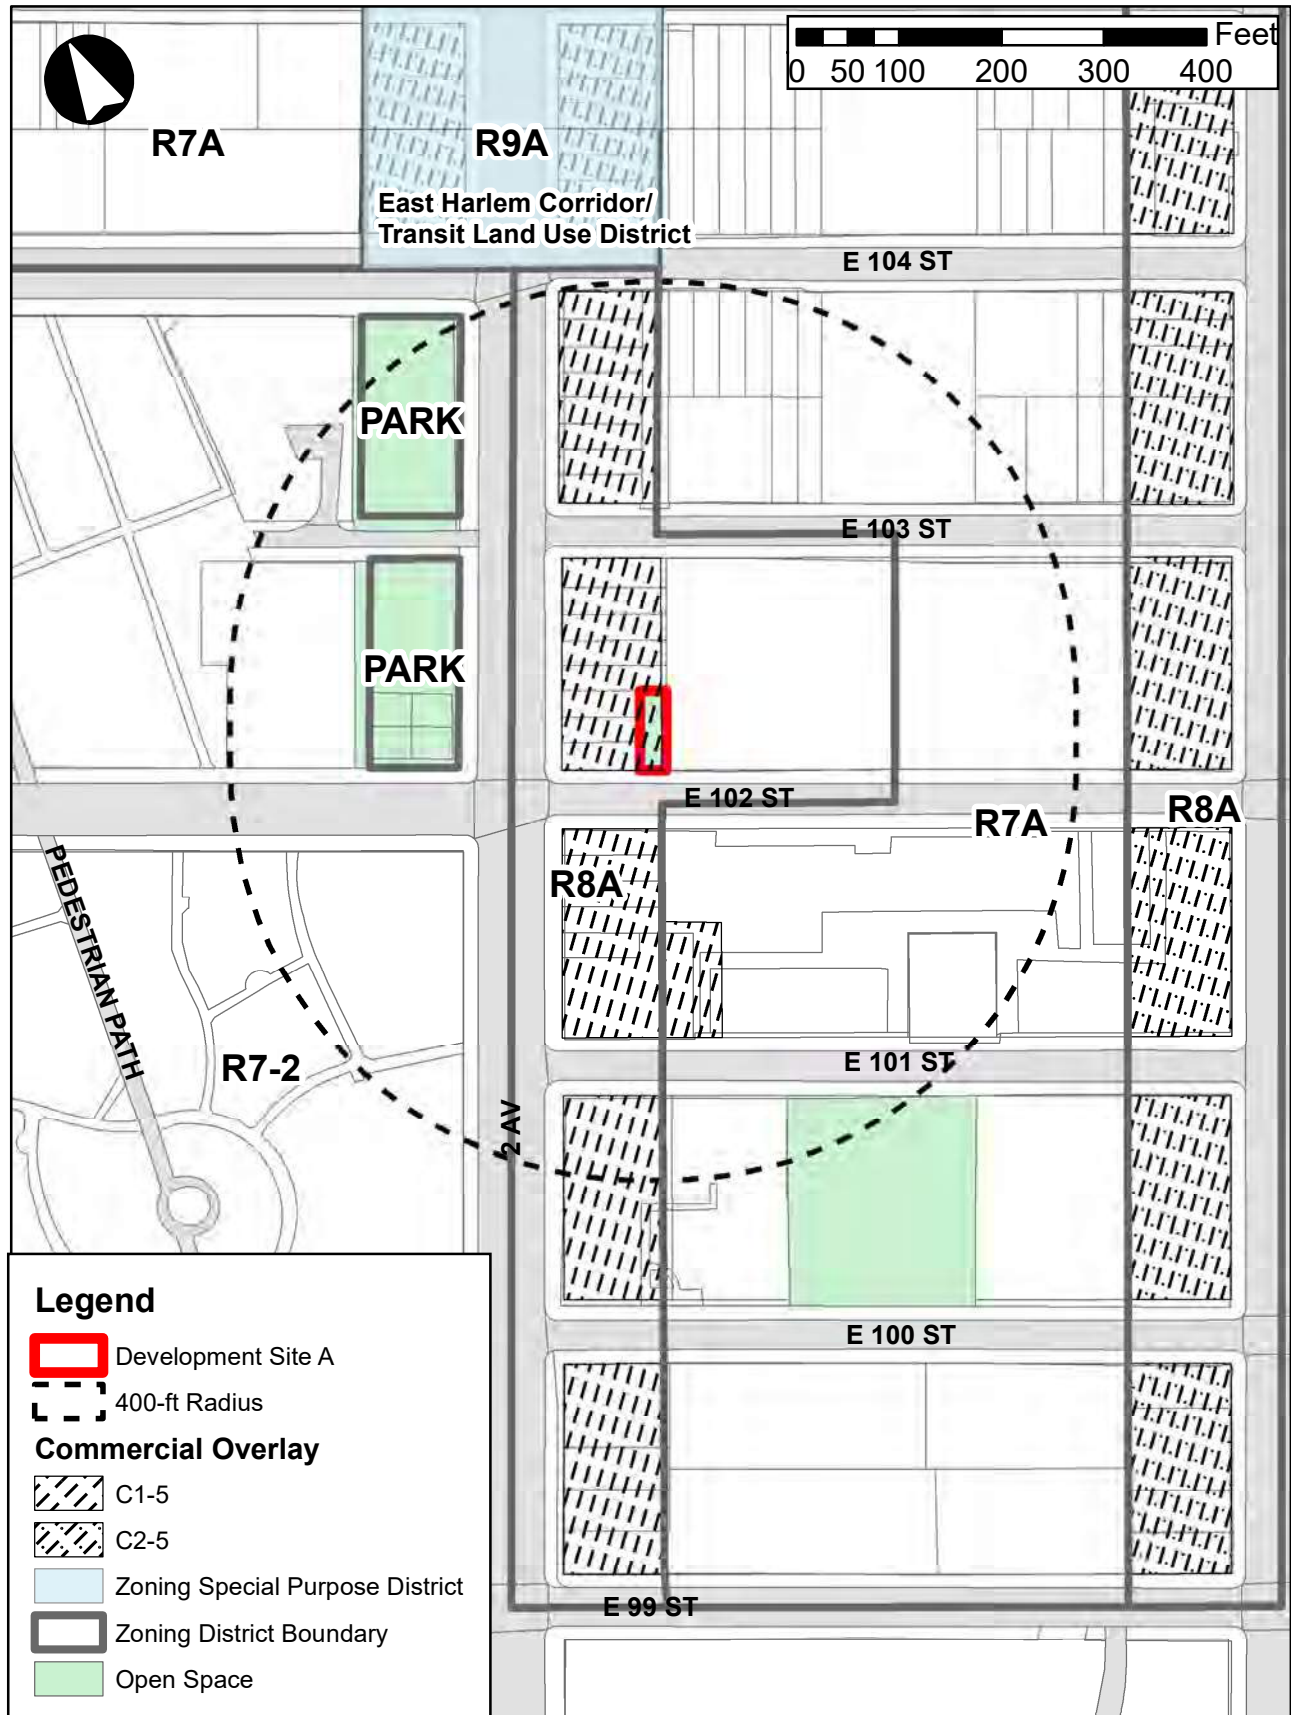 Feet
0 50 100 200 300 400
R7A
R9A
East Harlem Corridor/
Transit Land Use District
E 104 ST
PARK
E 103 ST
PARK
E 102 ST
R7A
R8A
R8A
PEDESTRIAN PATH
E 101 ST
R7-2
2 AV
E 100 ST
E 99 ST
Legend
Development Site A
400-ft Radius
Commercial Overlay
C1-5
C2-5
Zoning Special Purpose District
Zoning District Boundary
Open Space